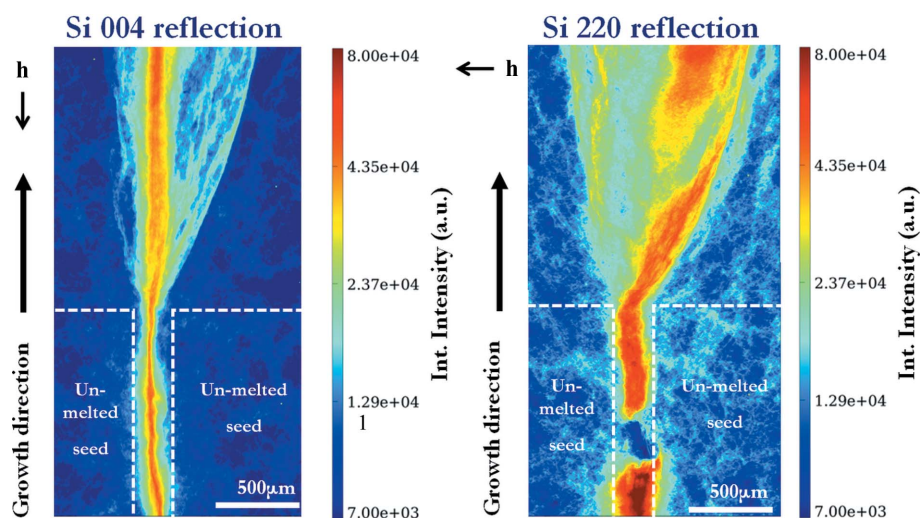 Si 004 reflection
Si 220 reflection
h
Growth direction
Un-
melted
seed
Un-melted
seed
500μm
8.00e+04
4.35e+04
2.37e+04
1.29e+04
1
7.00e+03
Int. Intensity (a.u.)
h
Growth direction
Un-
melted
seed
Un-melted
seed
500μm
8.00e+04
4.35e+04
2.37e+04
1.29e+04
7.00e+03
Int. Intensity (a.u.)